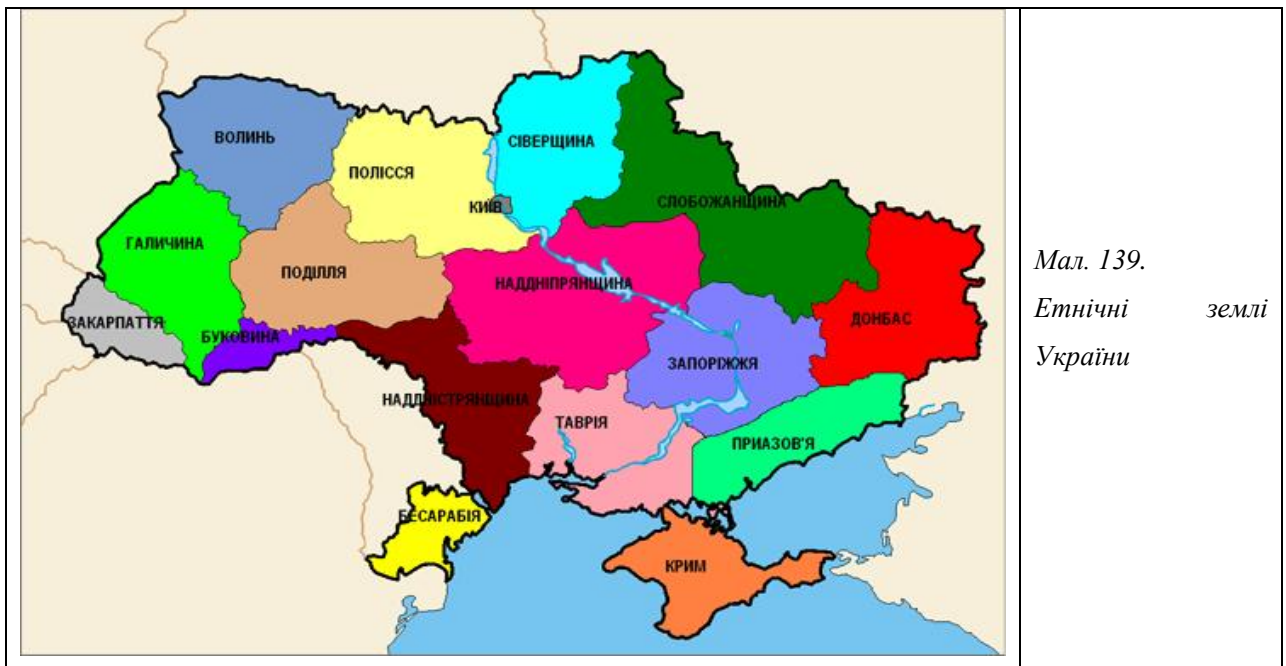 ВОЛИНЬ
СІВЕРЩИНА
ПОЛІССЯ
КИЇВ
СЛОБОЖАНЩИНА
ГАЛИЧИНА
ПОДІЛЛЯ
НАДДНІПРЯНЩИНА
ЗАКАРПАТТЯ
БУКОВИНА
ДОНБАС
ЗАПОРІЖЖЯ
НАДДНІСТРЯНЩИНА
ТАВРІЯ
ПРИАЗОВ'Я
БЕСАРАБІЯ
КРИМ
Мал. 139.
Етнічні землі
України